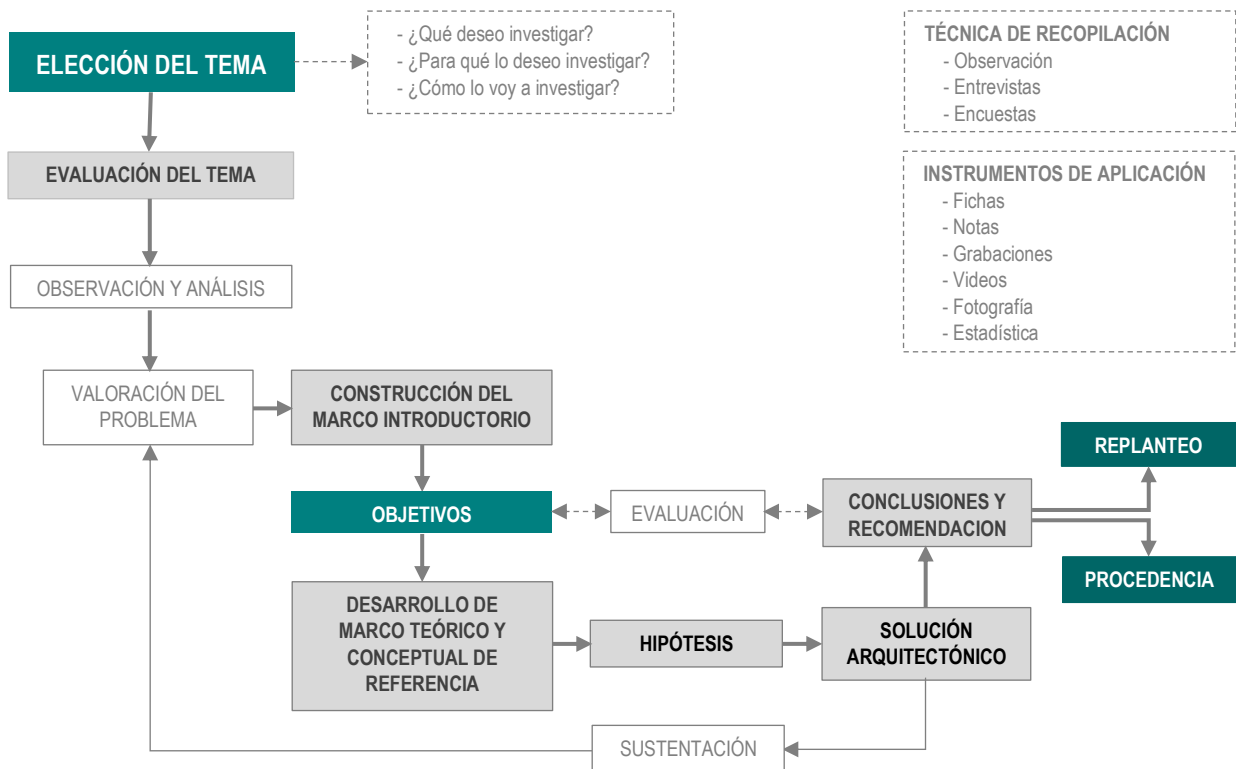 ELECCIÓN DEL TEMA
- ¿Qué deseo investigar?
- ¿Para qué lo deseo investigar?
- ¿Cómo lo voy a investigar?
TÉCNICA DE RECOPILACIÓN
- Observación
- Entrevistas
- Encuestas
EVALUACIÓN DEL TEMA
INSTRUMENTOS DE APLICACIÓN
- Fichas
- Notas
- Grabaciones
- Videos
- Fotografía
- Estadística
OBSERVACIÓN Y ANÁLISIS
VALORACIÓN DEL
PROBLEMA
CONSTRUCCIÓN DEL
MARCO INTRODUCTORIO
OBJETIVOS
EVALUACIÓN
CONCLUSIONES Y
RECOMENDACION
REPLANTEO
PROCEDENCIA
DESARROLLO DE
MARCO TEÓRICO Y
CONCEPTUAL DE
REFERENCIA
HIPÓTESIS
SOLUCIÓN
ARQUITECTÓNICO
SUSTENTACIÓN